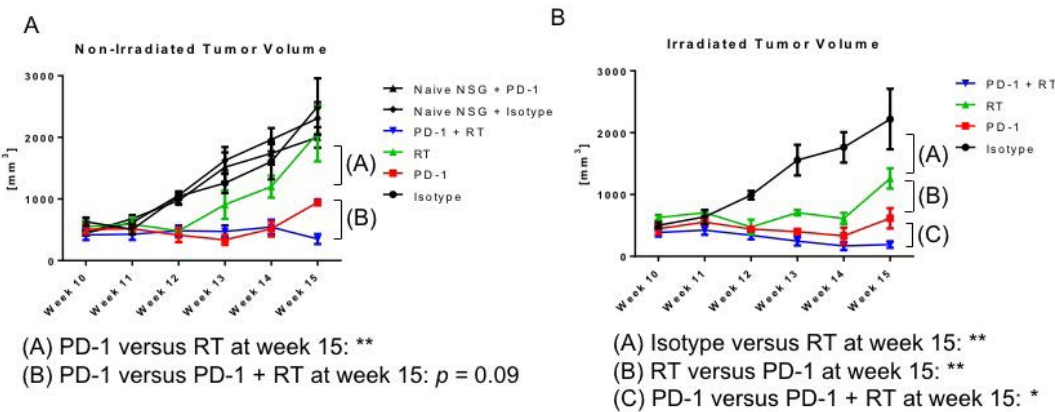 A
Non-Irradiated Tumor Volume
3000
2000
1000
0
[mm³]
Week 10
Week 11
Week 12
Week 13
Week 14
Week 15
Naive NSG + PD-1
Naive NSG + Isotype
PD-1 + RT
RT
PD-1
Isotype
(A)
(B)
(A) PD-1 versus RT at week 15: **
(B) PD-1 versus PD-1 + RT at week 15: p = 0.09
B
Irradiated Tumor Volume
3000
2000
1000
0
[mm³]
Week 10
Week 11
Week 12
Week 13
Week 14
Week 15
PD-1 + RT
RT
PD-1
Isotype
(A)
(B)
(C)
(A) Isotype versus RT at week 15: **
(B) RT versus PD-1 at week 15: **
(C) PD-1 versus PD-1 + RT at week 15: *